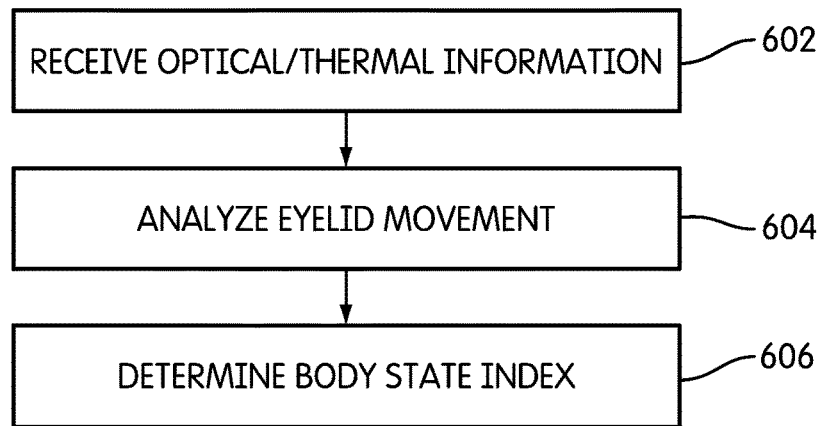 RECEIVE OPTICAL/THERMAL INFORMATION
602
ANALYZE EYELID MOVEMENT
604
DETERMINE BODY STATE INDEX
606